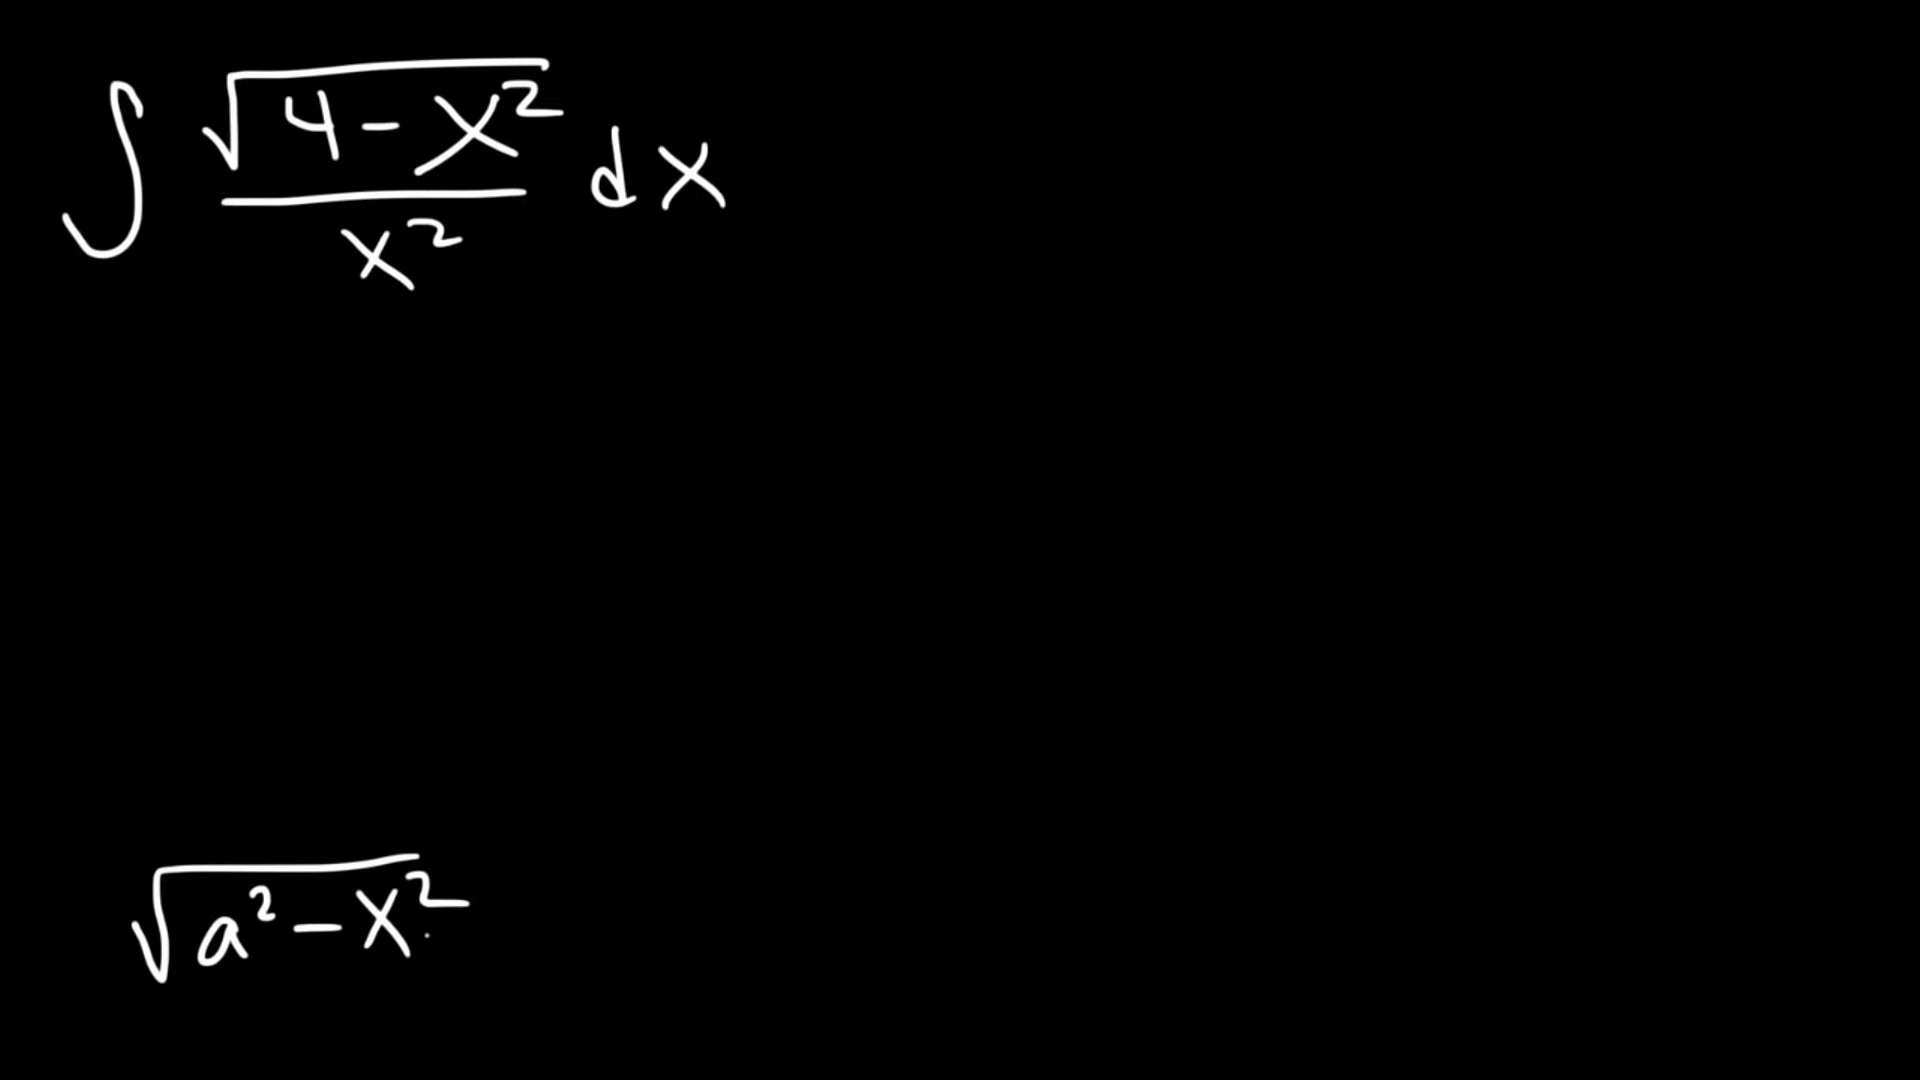 ∫ √(4 - x²) / x² dx
√(a² - x²)